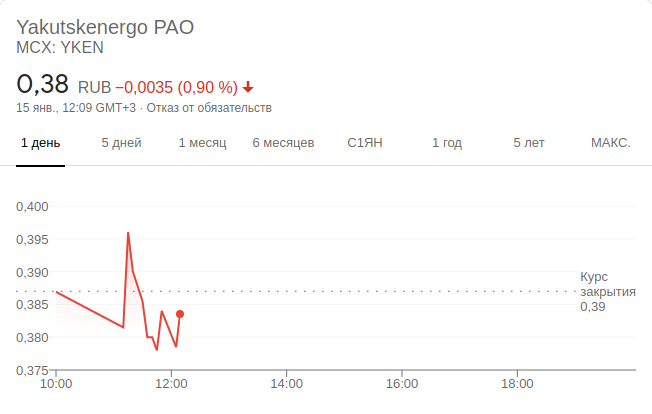 Yakutskenergo PAO
MCX: YKEN
0,38 RUB −0,0035 (0,90 %)
15 янв., 12:09 GMT+3 · Отказ от обязательств
1 день 5 дней 1 месяц 6 месяцев С1ЯН 1 год 5 лет МАКС.
0,400
0,395
0,390
0,385
0,380
0,375
Курс
закрытия
0,39
10:00 12:00 14:00 16:00 18:00